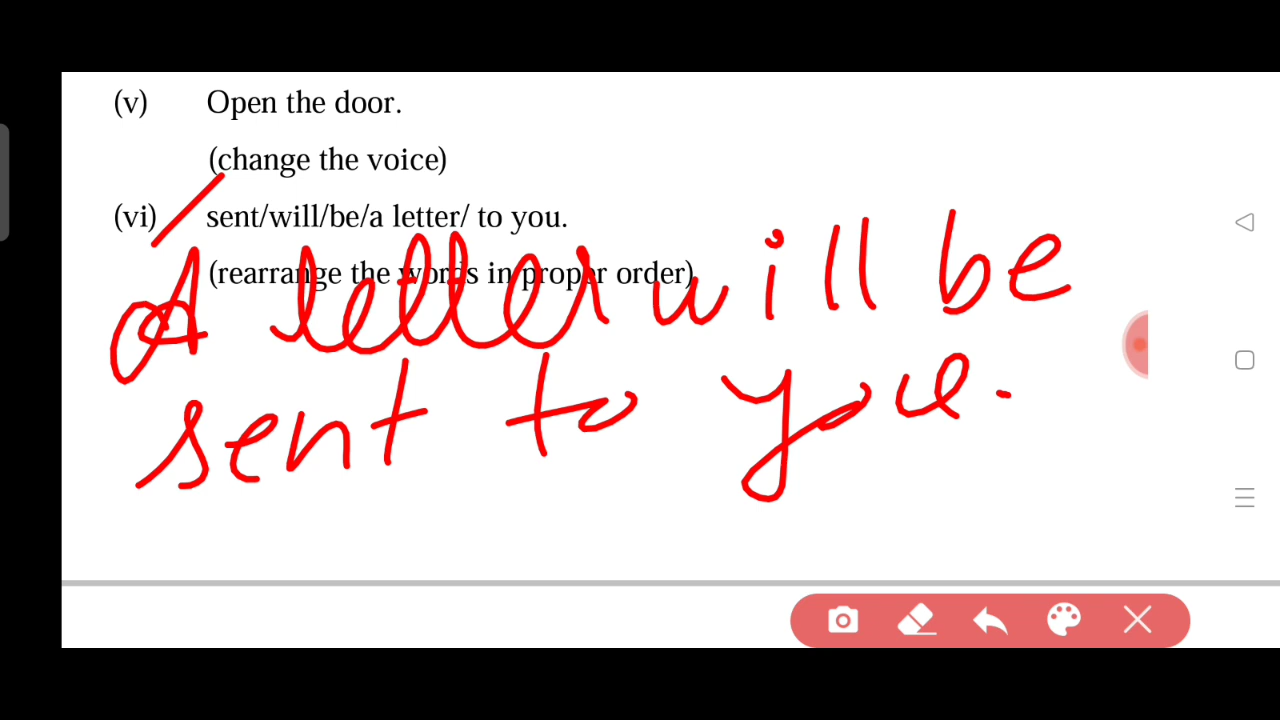 (v) Open the door.
(change the voice)
(vi) sent/will/be/a letter/ to you.
(rearrange the words in proper order)
A letter will be
sent to you.